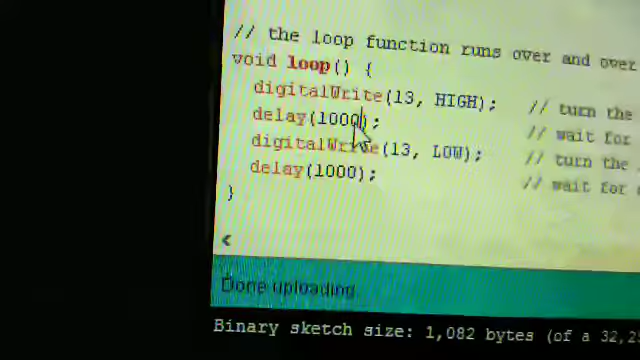 // the loop function runs over and over
void loop() {
digitalWrite(13, HIGH); // turn the
delay(1000); // wait for
digitalWrite(13, LOW); // turn the
delay(1000); // wait for
}
Done uploading.
Binary sketch size: 1,082 bytes (of a 32,2